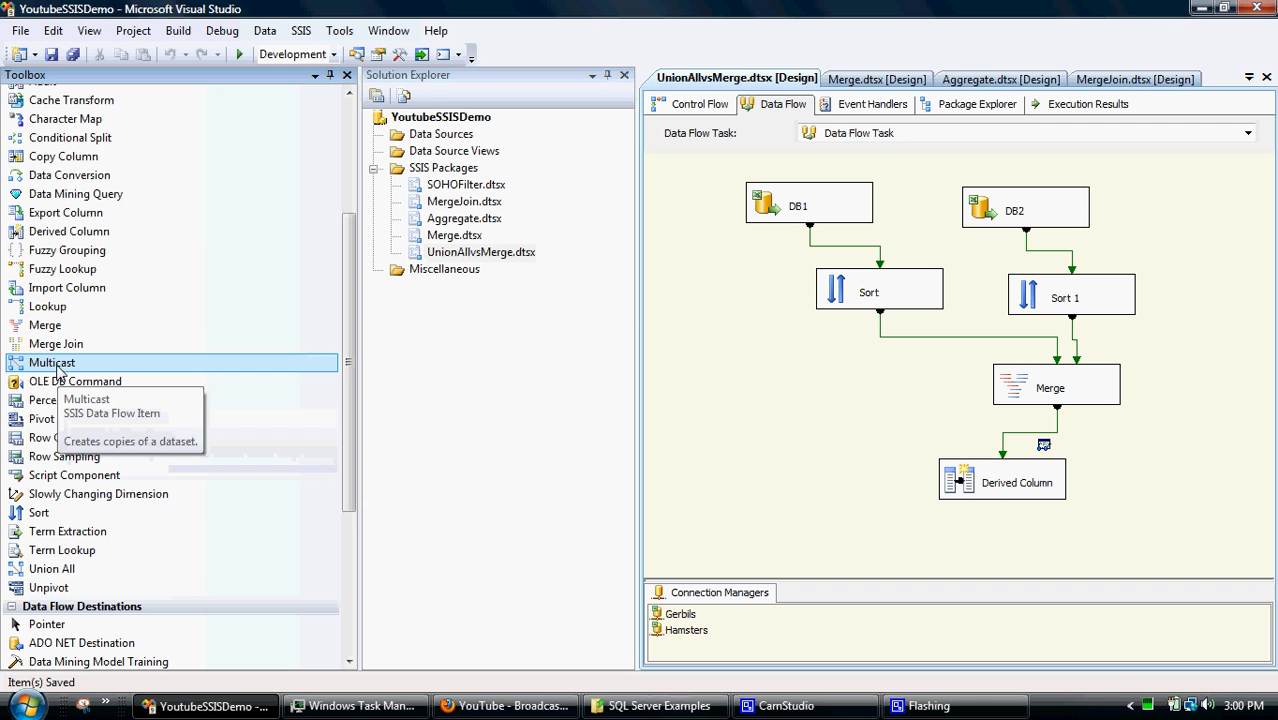 YoutubeSSISDemo - Microsoft Visual Studio
File Edit View Project Build Debug Data SSIS Tools Window Help
Development
Toolbox
Cache Transform
Character Map
Conditional Split
Copy Column
Data Conversion
Data Mining Query
Export Column
Derived Column
Fuzzy Grouping
Fuzzy Lookup
Import Column
Lookup
Merge
Merge Join
Multicast
OLE DB Command
Perce
Pivot
Row
Row Sampling
Script Component
Slowly Changing Dimension
Sort
Term Extraction
Term Lookup
Union All
Unpivot
Data Flow Destinations
Pointer
ADO NET Destination
Data Mining Model Training
Multicast
SSIS Data Flow Item
Creates copies of a dataset.
Solution Explorer
YoutubeSSISDemo
Data Sources
Data Source Views
SSIS Packages
SOHOFilter.dtsx
MergeJoin.dtsx
Aggregate.dtsx
Merge.dtsx
UnionAllvsMerge.dtsx
Miscellaneous
UnionAllvsMerge.dtsx [Design] Merge.dtsx [Design] Aggregate.dtsx [Design] MergeJoin.dtsx [Design]
Control Flow Data Flow Event Handlers Package Explorer Execution Results
Data Flow Task: Data Flow Task
DB1
DB2
Sort
Sort 1
Merge
Derived Column
Connection Managers
Gerbils
Hamsters
Item(s) Saved
YoutubeSSISDemo -... Windows Task Man... YouTube - Broadcas... SQL Server Examples CamStudio Flashing 3:00 PM